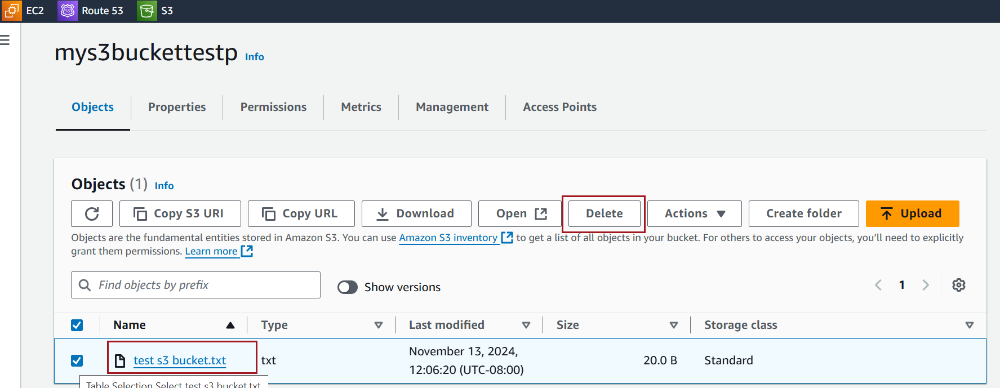 EC2 Route 53 S3
mys3buckettestp Info
Objects Properties Permissions Metrics Management Access Points
Objects (1) Info
Copy S3 URI Copy URL Download Open Delete Actions Create folder Upload
Objects are the fundamental entities stored in Amazon S3. You can use Amazon S3 inventory to get a list of all objects in your bucket. For others to access your objects, you’ll need to explicitly
grant them permissions. Learn more
Find objects by prefix Show versions 1
Name Type Last modified Size Storage class
test s3 bucket.txt txt November 13, 2024, 20.0 B Standard
12:06:20 (UTC-08:00)
Table Selection Select test s3 bucket.txt